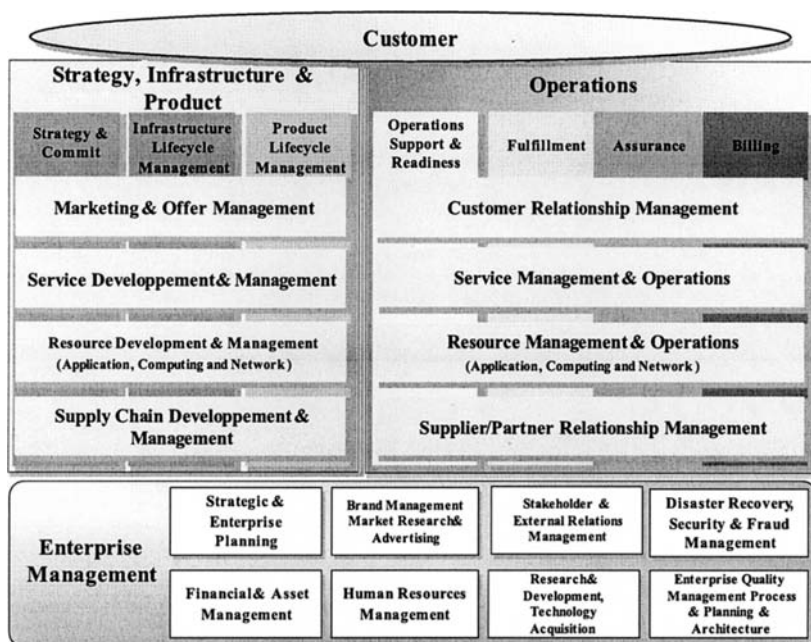 Customer
Strategy, Infrastructure &
Product
Operations
Strategy &
Commit
Infrastructure
Lifecycle
Management
Product
Lifecycle
Management
Operations
Support &
Readiness
Fulfillment
Assurance
Billing
Marketing & Offer Management
Customer Relationship Management
Service Developpement & Management
Service Management & Operations
Resource Development & Management
(Application, Computing and Network)
Resource Management & Operations
(Application, Computing and Network)
Supply Chain Developpement &
Management
Supplier/Partner Relationship Management
Enterprise
Management
Strategic &
Enterprise
Planning
Brand Management
Market Research&
Advertising
Stakeholder &
External Relations
Management
Disaster Recovery,
Security & Fraud
Management
Financial & Asset
Management
Human Resources
Management
Research&
Development,
Technology
Acquisition
Enterprise Quality
Management Process
& Planning &
Architecture